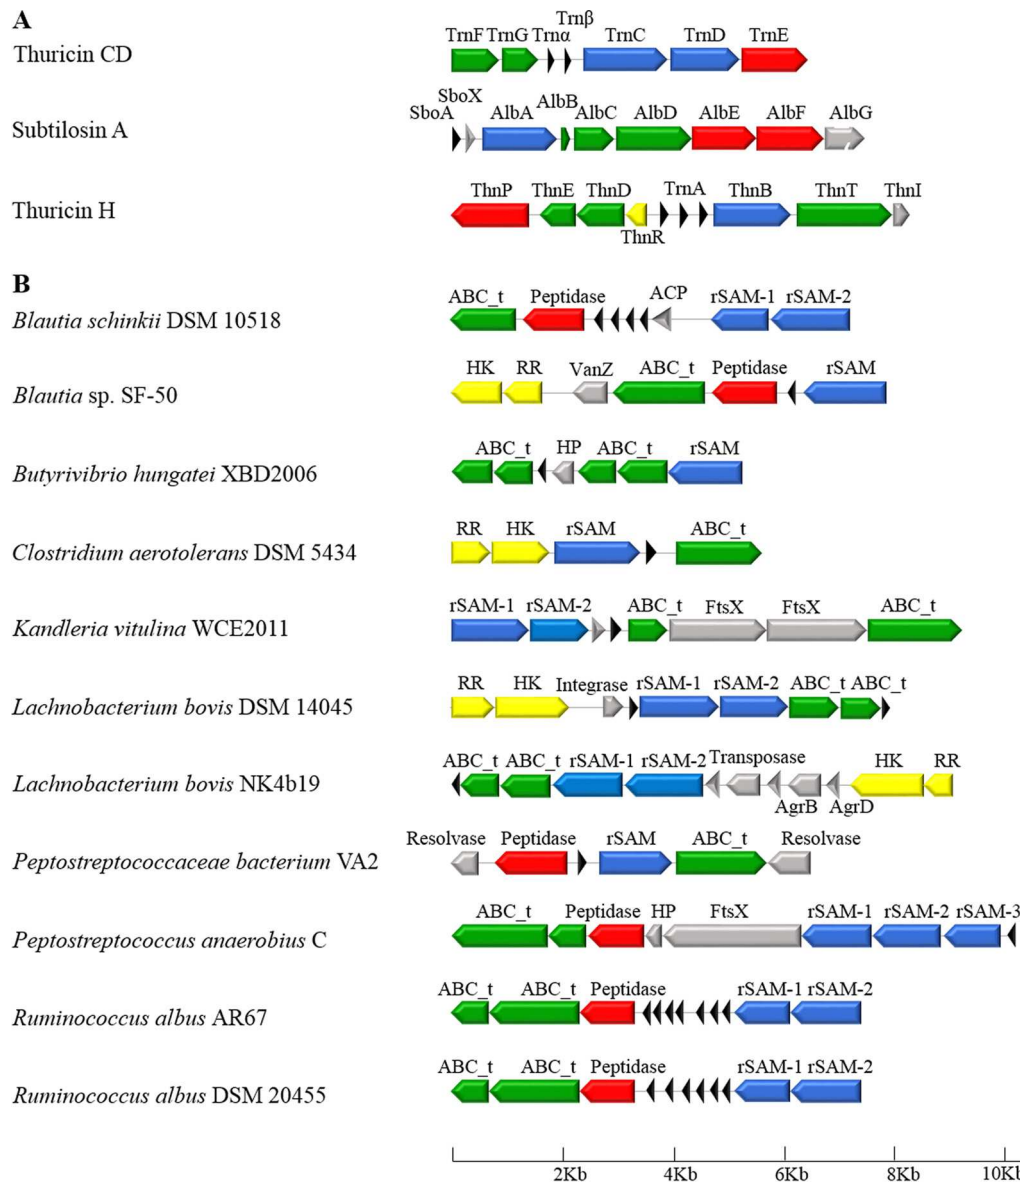 A
Thuricin CD
TrnF TrnG Trnα Trnβ TrnC TrnD TrnE
Subtilosin A
SboA SboX AlbA AlbB AlbC AlbD AlbE AlbF AlbG
Thuricin H
ThnP ThnE ThnD ThnR TrnA ThnB ThnT ThnI
B
Blautia schinkii DSM 10518
ABC_t Peptidase ACP rSAM-1 rSAM-2
Blautia sp. SF-50
HK RR VanZ ABC_t Peptidase rSAM
Butyrivibrio hungatei XBD2006
ABC_t HP ABC_t rSAM
Clostridium aerotolerans DSM 5434
RR HK rSAM ABC_t
Kandleria vitulina WCE2011
rSAM-1 rSAM-2 ABC_t FtsX FtsX ABC_t
Lachnobacterium bovis DSM 14045
RR HK Integrase rSAM-1 rSAM-2 ABC_t ABC_t
Lachnobacterium bovis NK4b19
ABC_t ABC_t rSAM-1 rSAM-2 Transposase AgrB AgrD HK RR
Peptostreptococcaceae bacterium VA2
Resolvase Peptidase rSAM ABC_t Resolvase
Peptostreptococcus anaerobius C
ABC_t Peptidase HP FtsX rSAM-1 rSAM-2 rSAM-3
Ruminococcus albus AR67
ABC_t ABC_t Peptidase rSAM-1 rSAM-2
Ruminococcus albus DSM 20455
ABC_t ABC_t Peptidase rSAM-1 rSAM-2
2Kb 4Kb 6Kb 8Kb 10Kb